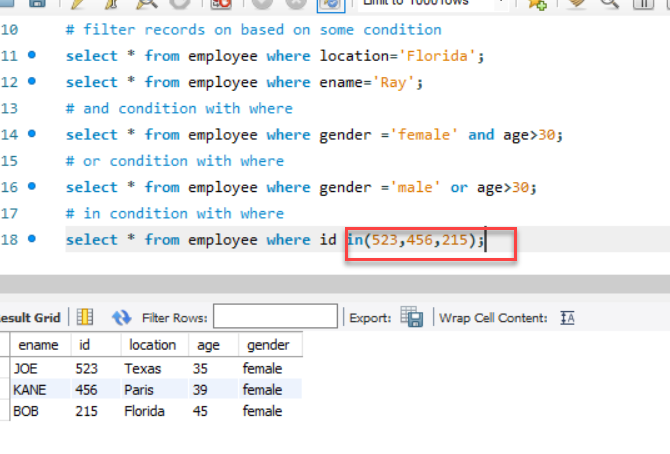 Limit to 1000 rows
10 # filter records on based on some condition
11 select * from employee where location='Florida';
12 select * from employee where ename='Ray';
13 # and condition with where
14 select * from employee where gender ='female' and age>30;
15 # or condition with where
16 select * from employee where gender ='male' or age>30;
17 # in condition with where
18 select * from employee where id in(523,456,215);
esult Grid Filter Rows: Export: Wrap Cell Content:
ename id location age gender
JOE 523 Texas 35 female
KANE 456 Paris 39 female
BOB 215 Florida 45 female